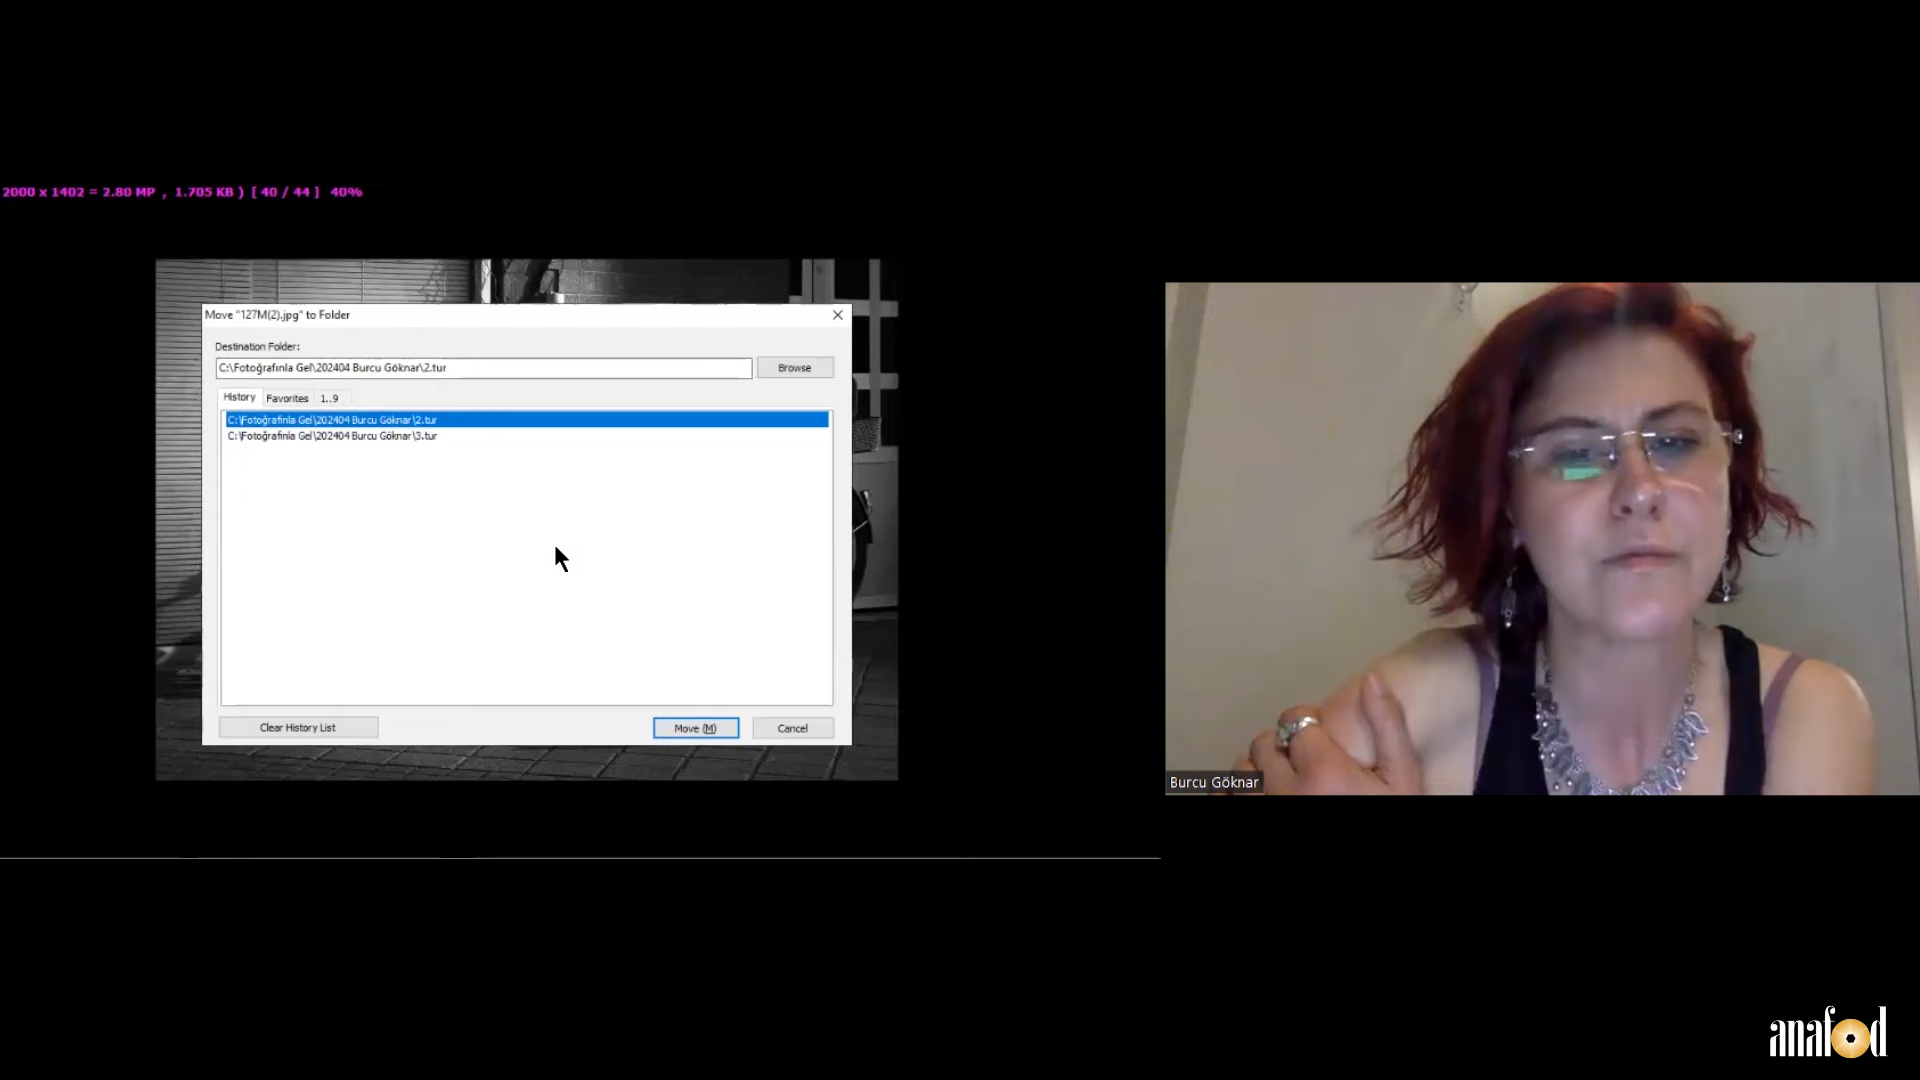 2000 x 1402 = 2.80 MP , 1.705 KB ) [ 40 / 44 ] 40%
Move "127M(2).jpg" to Folder
Destination Folder:
C:\Fotoğrafınla Gel\202404 Burcu Göknar\2.tur
Browse
History Favorites 1..9
C:\Fotoğrafınla Gel\202404 Burcu Göknar\2.tur
C:\Fotoğrafınla Gel\202404 Burcu Göknar\3.tur
Clear History List
Move (M)
Cancel
Burcu Göknar
anafod